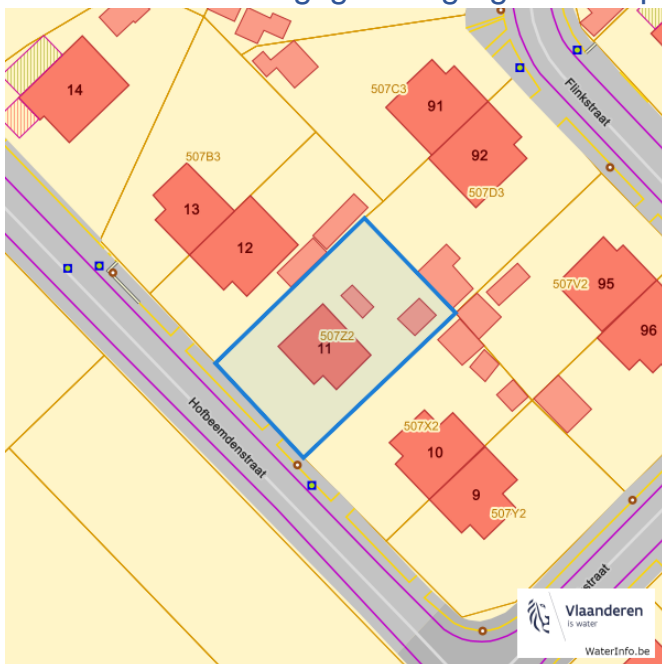 14
507C3
91
92
507D3
Flinkstraat
507B3
13
12
507V2
95
96
507Z2
11
507X2
10
9
507Y2
Hofbeemdenstraat
straat
Vlaanderen
is water
WaterInfo.be